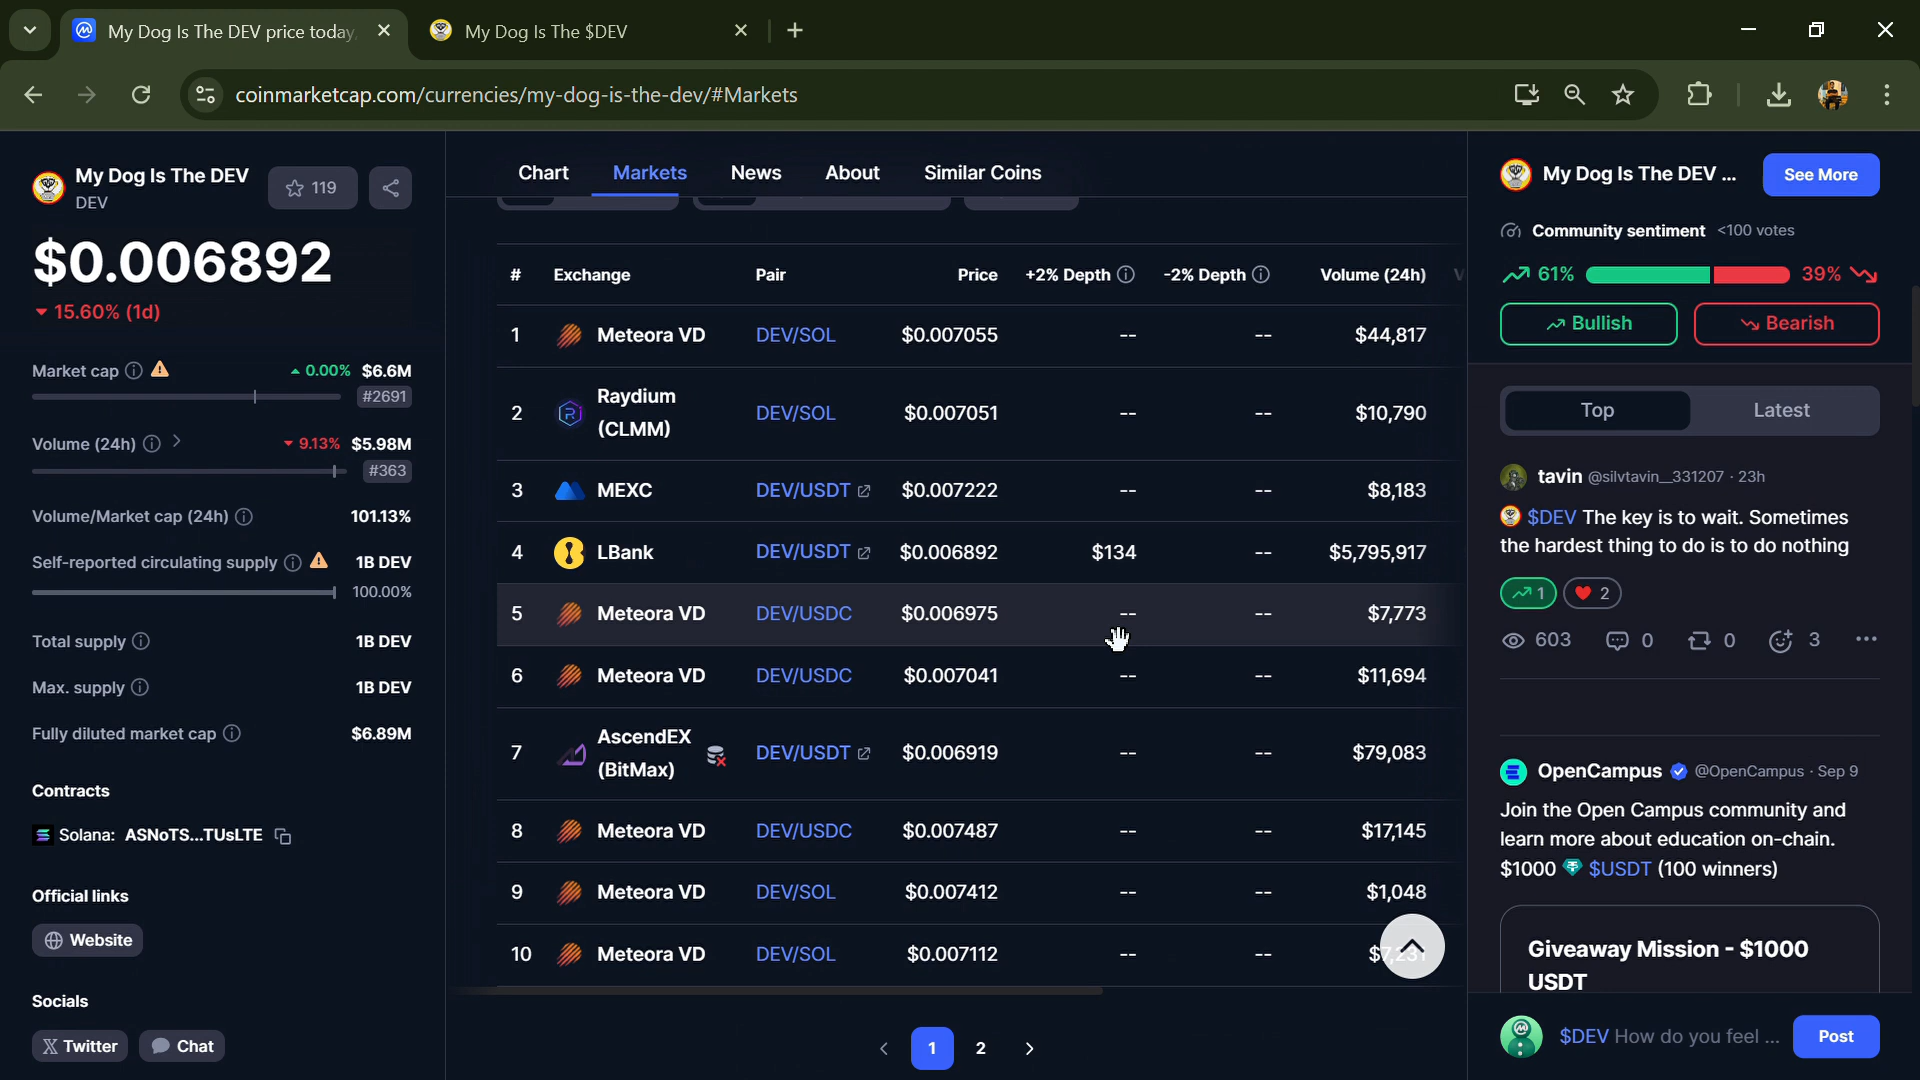 My Dog Is The DEV price today,
My Dog Is The $DEV
coinmarketcap.com/currencies/my-dog-is-the-dev/#Markets
My Dog Is The DEV
DEV
119
$0.006892
15.60% (1d)
Market cap
0.00% $6.6M
#2691
Volume (24h)
9.13% $5.98M
#363
Volume/Market cap (24h)
101.13%
Self-reported circulating supply
1B DEV
100.00%
Total supply
1B DEV
Max. supply
1B DEV
Fully diluted market cap
$6.89M
Contracts
Solana: ASNoTS...TUsLTE
Official links
Website
Socials
Twitter
Chat
Chart Markets News About Similar Coins
# Exchange Pair Price +2% Depth -2% Depth Volume (24h)
1 Meteora VD DEV/SOL $0.007055 -- -- $44,817
2 Raydium (CLMM) DEV/SOL $0.007051 -- -- $10,790
3 MEXC DEV/USDT $0.007222 -- -- $8,183
4 LBank DEV/USDT $0.006892 $134 -- $5,795,917
5 Meteora VD DEV/USDC $0.006975 -- -- $7,773
6 Meteora VD DEV/USDC $0.007041 -- -- $11,694
7 AscendEX (BitMax) DEV/USDT $0.006919 -- -- $79,083
8 Meteora VD DEV/USDC $0.007487 -- -- $17,145
9 Meteora VD DEV/SOL $0.007412 -- -- $1,048
10 Meteora VD DEV/SOL $0.007112 -- --
1 2
My Dog Is The DEV ...
See More
Community sentiment <100 votes
61%
39%
Bullish
Bearish
Top
Latest
tavin @silvtavin__331207 · 23h
$DEV The key is to wait. Sometimes
the hardest thing to do is to do nothing
1
2
603 0 0 3
OpenCampus @OpenCampus · Sep 9
Join the Open Campus community and
learn more about education on-chain.
$1000 $USDT (100 winners)
Giveaway Mission - $1000
USDT
$DEV How do you feel ...
Post